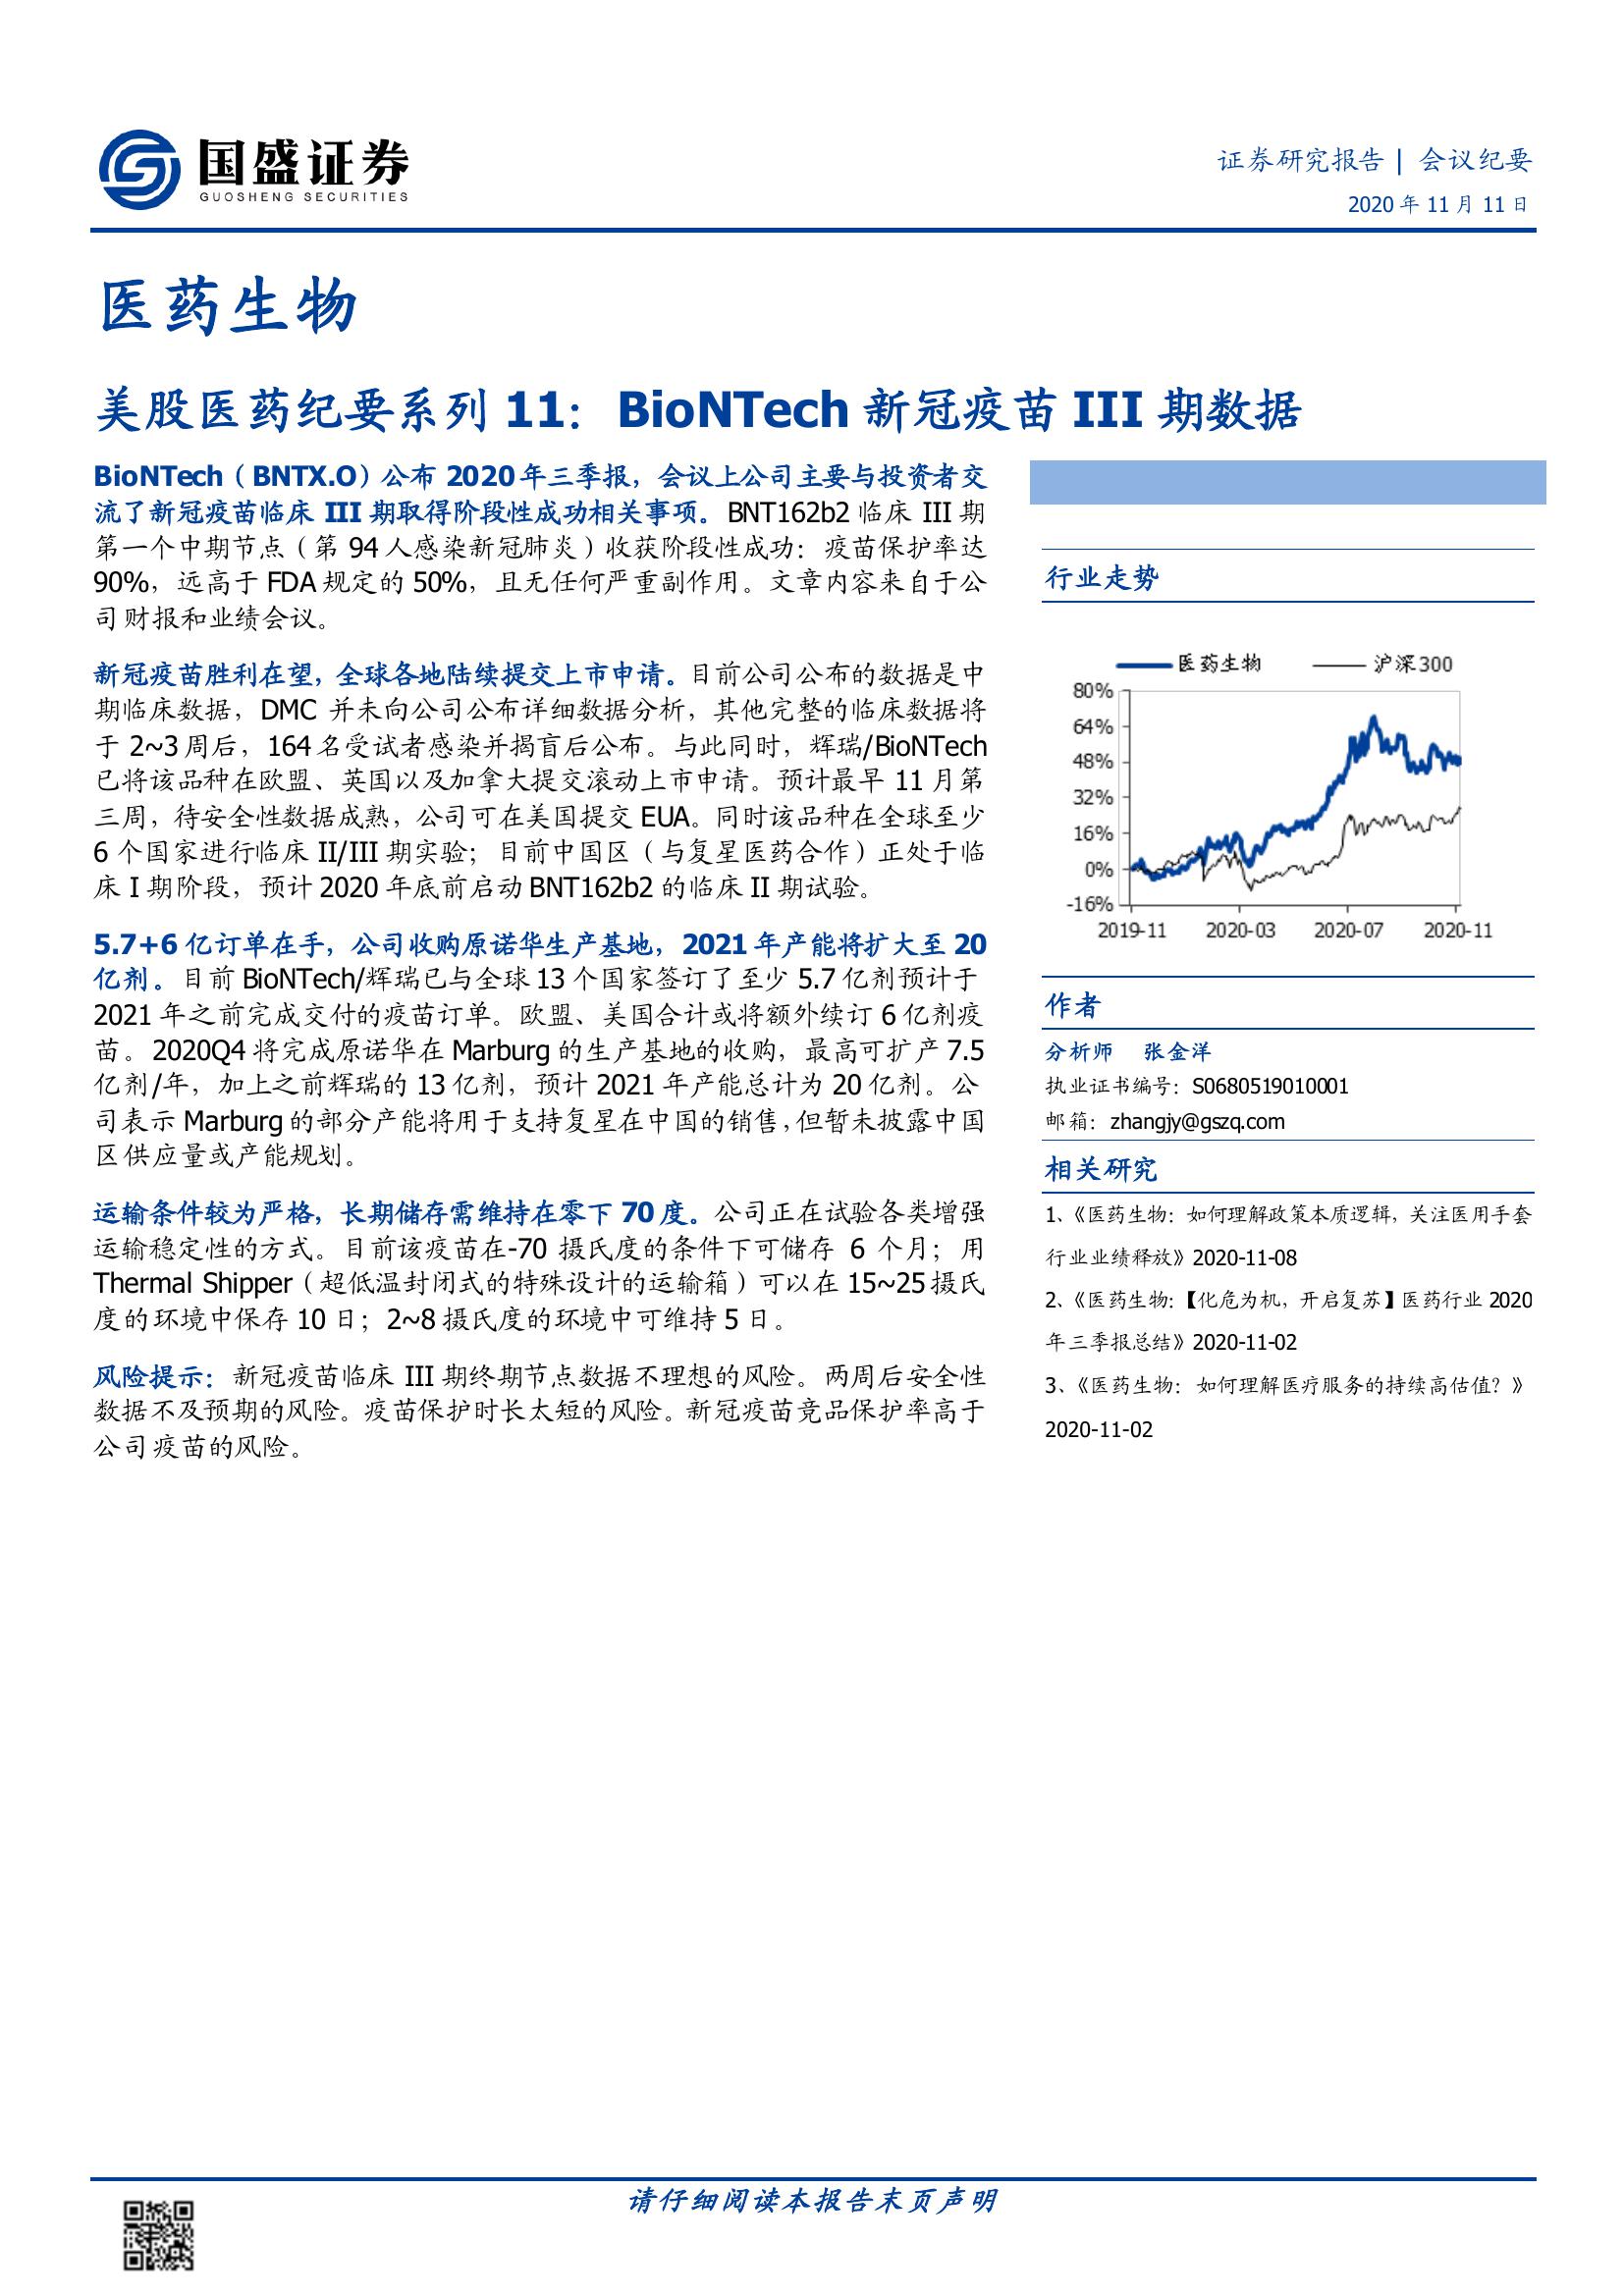 国盛证券
GUOSHENG SECURITIES
证券研究报告 | 会议纪要
2020 年 11 月 11 日
医药生物
美股医药纪要系列 11：BioNTech 新冠疫苗 III 期数据
BioNTech（BNTX.O）公布 2020 年三季报，会议上公司主要与投资者交
流了新冠疫苗临床 III 期取得阶段性成功相关事项。BNT162b2 临床 III 期
第一个中期节点（第 94 人感染新冠肺炎）收获阶段性成功：疫苗保护率达
90%，远高于 FDA 规定的 50%，且无任何严重副作用。文章内容来自于公
司财报和业绩会议。
新冠疫苗胜利在望，全球各地陆续提交上市申请。目前公司公布的数据是中
期临床数据，DMC 并未向公司公布详细数据分析，其他完整的临床数据将
于 2~3 周后，164 名受试者感染并揭盲后公布。与此同时，辉瑞/BioNTech
已将该品种在欧盟、英国以及加拿大提交滚动上市申请。预计最早 11 月第
三周，待安全性数据成熟，公司可在美国提交 EUA。同时该品种在全球至少
6 个国家进行临床 II/III 期实验；目前中国区（与复星医药合作）正处于临
床 I 期阶段，预计 2020 年底前启动 BNT162b2 的临床 II 期试验。
5.7+6 亿订单在手，公司收购原诺华生产基地，2021 年产能将扩大至 20
亿剂。目前 BioNTech/辉瑞已与全球 13 个国家签订了至少 5.7 亿剂预计于
2021 年之前完成交付的疫苗订单。欧盟、美国合计或将额外续订 6 亿剂疫
苗。2020Q4 将完成原诺华在 Marburg 的生产基地的收购，最高可扩产 7.5
亿剂/年，加上之前辉瑞的 13 亿剂，预计 2021 年产能总计为 20 亿剂。公
司表示 Marburg 的部分产能将用于支持复星在中国的销售，但暂未披露中国
区供应量或产能规划。
运输条件较为严格，长期储存需维持在零下 70 度。公司正在试验各类增强
运输稳定性的方式。目前该疫苗在-70 摄氏度的条件下可储存 6 个月；用
Thermal Shipper（超低温封闭式的特殊设计的运输箱）可以在 15~25 摄氏
度的环境中保存 10 日；2~8 摄氏度的环境中可维持 5 日。
风险提示：新冠疫苗临床 III 期终期节点数据不理想的风险。两周后安全性
数据不及预期的风险。疫苗保护时长太短的风险。新冠疫苗竞品保护率高于
公司疫苗的风险。
行业走势
医药生物 沪深300
80%
64%
48%
32%
16%
0%
-16%
2019-11 2020-03 2020-07 2020-11
作者
分析师 张金洋
执业证书编号：S0680519010001
邮箱：zhangjy@gszq.com
相关研究
1、《医药生物：如何理解政策本质逻辑，关注医用手套
行业业绩释放》2020-11-08
2、《医药生物：【化危为机，开启复苏】医药行业 2020
年三季报总结》2020-11-02
3、《医药生物：如何理解医疗服务的持续高估值？》
2020-11-02
请仔细阅读本报告末页声明